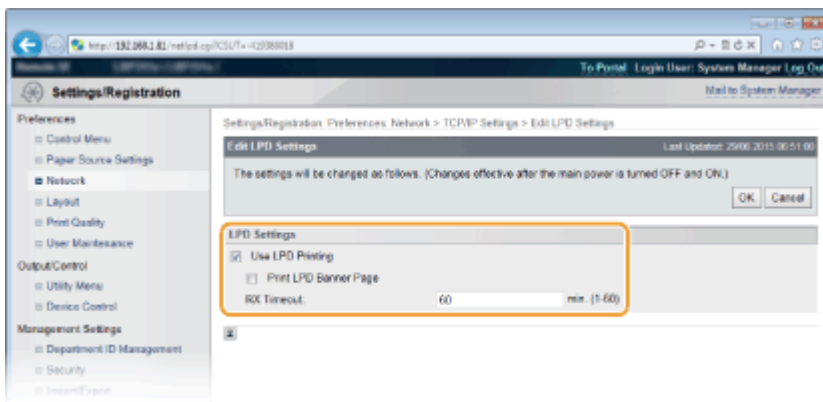 http://192.168.1.81/netlpd.cgi?CSUT=-419388018
To Portal Login User: System Manager Log Ou
Settings/Registration
Mail to System Manager
Preferences
Control Menu
Paper Source Settings
Network
Layout
Print Quality
User Maintenance
Output/Control
Utility Menu
Device Control
Management Settings
Department ID Management
Security
Import/Export
Settings/Registration: Preferences: Network > TCP/IP Settings > Edit LPD Settings
Edit LPD Settings
Last Updated: 29/06 2015 06:51:00
The settings will be changed as follows. (Changes effective after the main power is turned OFF and ON.)
OK Cancel
LPD Settings
Use LPD Printing
Print LPD Banner Page
RX Timeout: 60 min. (1-60)